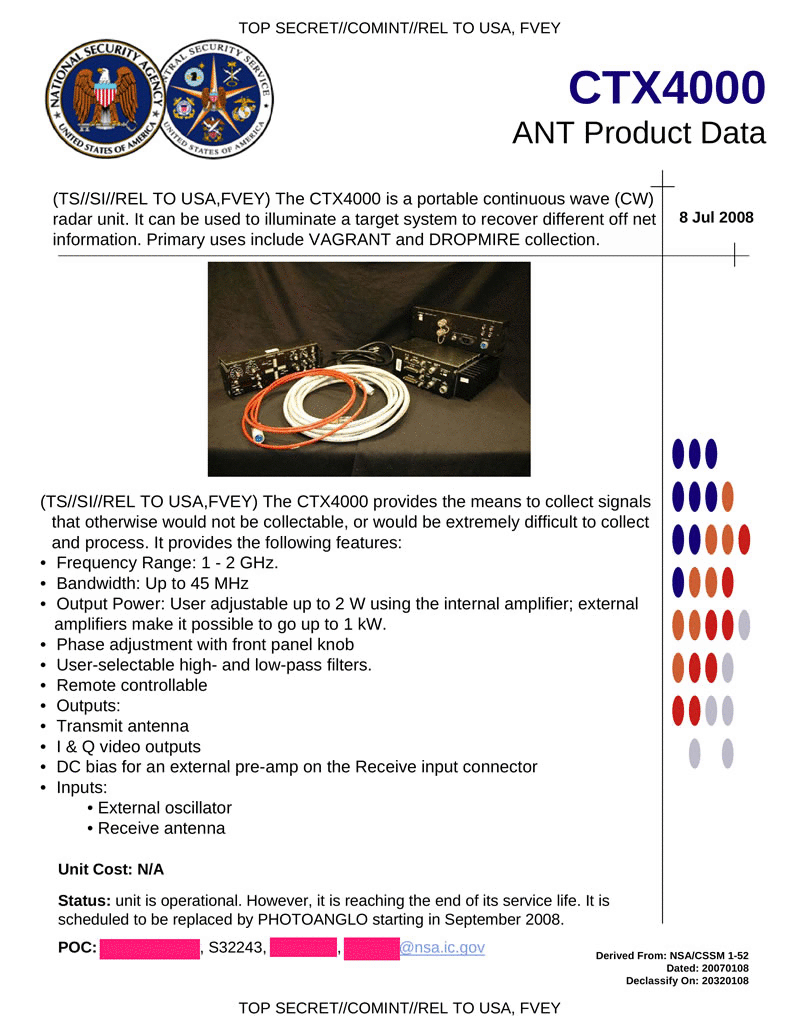 TOP SECRET//COMINT//REL TO USA, FVEY
NATIONAL SECURITY AGENCY
UNITED STATES OF AMERICA
TRAL SECURITY SERVICE
UNITED STATES OF AMERICA
CTX4000
ANT Product Data
(TS//SI//REL TO USA,FVEY) The CTX4000 is a portable continuous wave (CW)
radar unit. It can be used to illuminate a target system to recover different off net
information. Primary uses include VAGRANT and DROPMIRE collection.
8 Jul 2008
(TS//SI//REL TO USA,FVEY) The CTX4000 provides the means to collect signals
that otherwise would not be collectable, or would be extremely difficult to collect
and process. It provides the following features:
• Frequency Range: 1 - 2 GHz.
• Bandwidth: Up to 45 MHz
• Output Power: User adjustable up to 2 W using the internal amplifier; external
amplifiers make it possible to go up to 1 kW.
• Phase adjustment with front panel knob
• User-selectable high- and low-pass filters.
• Remote controllable
• Outputs:
• Transmit antenna
• I & Q video outputs
• DC bias for an external pre-amp on the Receive input connector
• Inputs:
• External oscillator
• Receive antenna
Unit Cost: N/A
Status: unit is operational. However, it is reaching the end of its service life. It is
scheduled to be replaced by PHOTOANGLO starting in September 2008.
POC: , S32243, , @nsa.ic.gov
Derived From: NSA/CSSM 1-52
Dated: 20070108
Declassify On: 20320108
TOP SECRET//COMINT//REL TO USA, FVEY